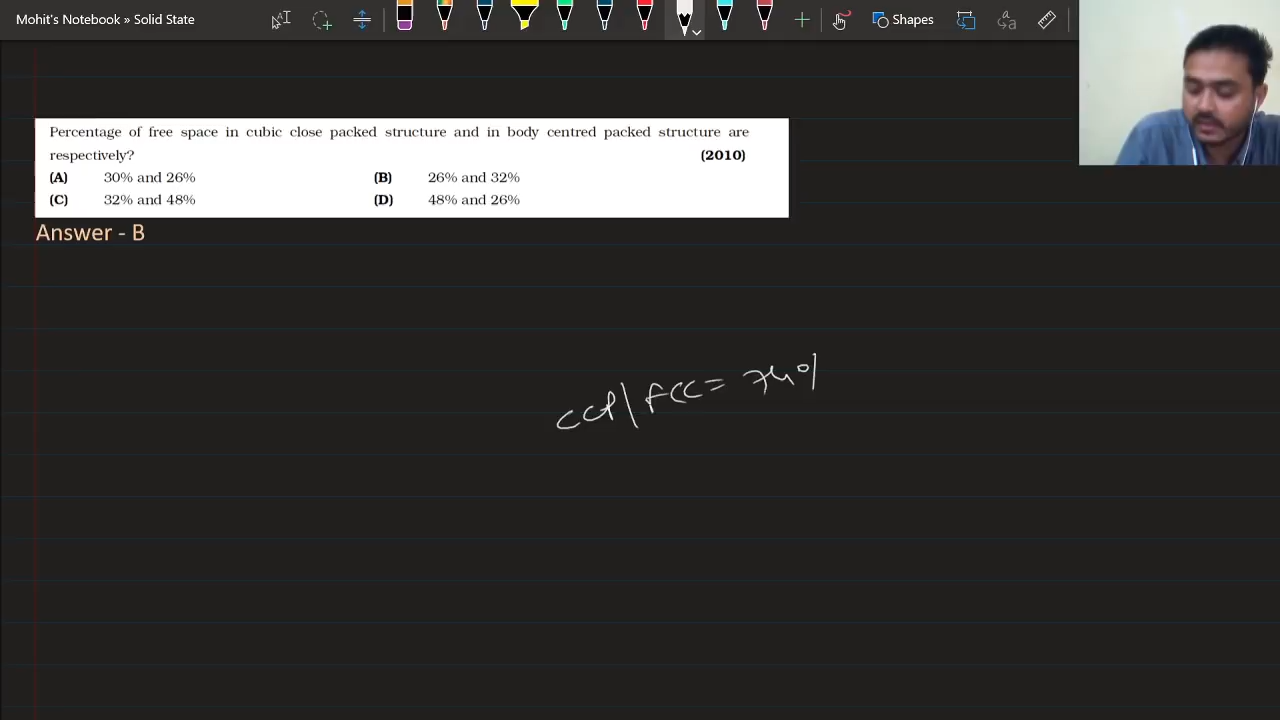 Mohit's Notebook » Solid State
Shapes
Percentage of free space in cubic close packed structure and in body centred packed structure are
respectively? (2010)
(A) 30% and 26% (B) 26% and 32%
(C) 32% and 48% (D) 48% and 26%
Answer - B
CCP/FCC = 74%